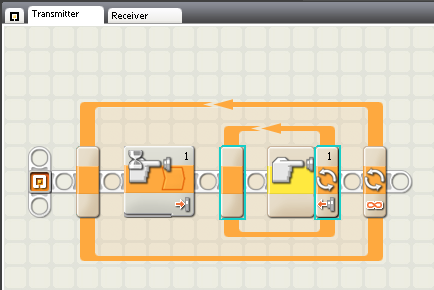 Transmitter
Receiver
1
1
∞